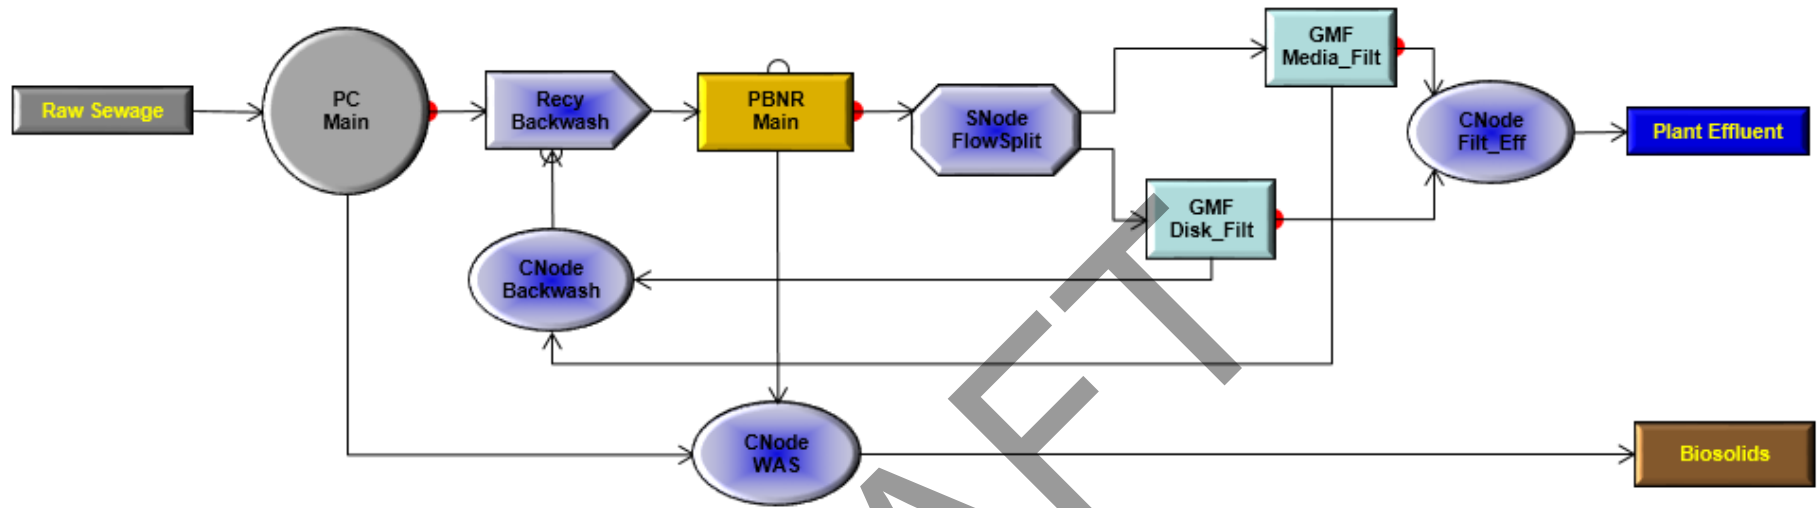 Raw Sewage
PC
Main
Recy
Backwash
PBNR
Main
SNode
FlowSplit
GMF
Media_Filt
GMF
Disk_Filt
CNode
Filt_Eff
Plant Effluent
CNode
Backwash
CNode
WAS
Biosolids
AFT